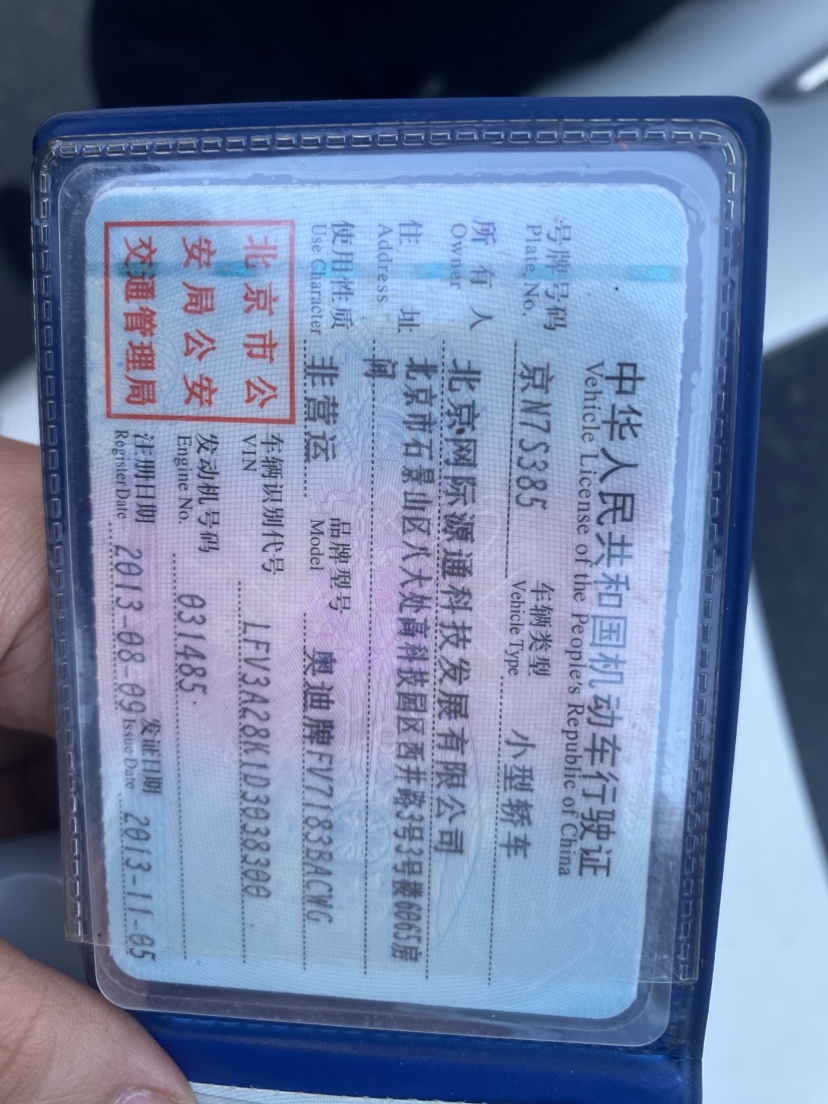 中华人民共和国机动车行驶证
Vehicle License of the People's Republic of China
号牌号码 京N7S385 车辆类型 小型轿车
Plate No. Vehicle Type
所有人 北京网际源通科技发展有限公司
Owner
住址 北京市石景山区八大处高科技园区西井路3号3号楼0065房
Address 间
使用性质 非营运 品牌型号 奥迪牌FV7183BACWG
Use Character Model
北京市公
安局公安
交通管理局
车辆识别代号 LFV3A28K1D3038300
VIN
发动机号码 031485
Engine No.
注册日期 2013-08-09 发证日期 2013-11-05
Register Date Issue Date